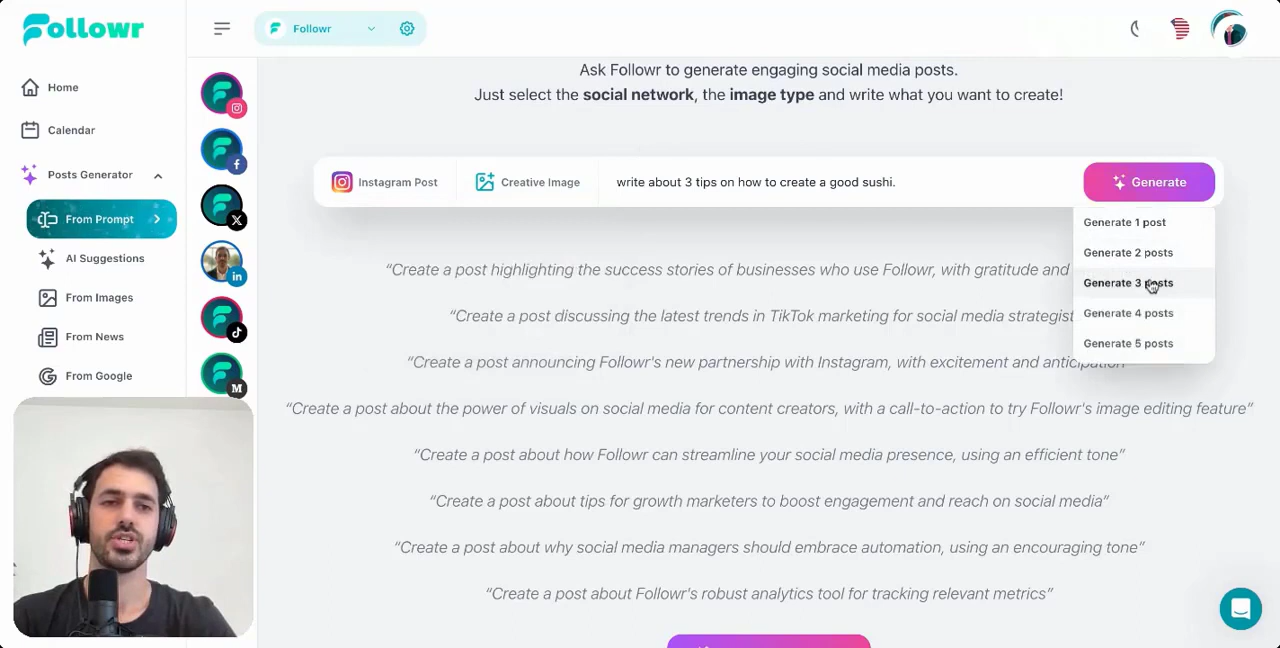 Followr
Followr
Home
Calendar
Posts Generator
From Prompt
AI Suggestions
From Images
From News
From Google
in
M
Ask Followr to generate engaging social media posts.
Just select the social network, the image type and write what you want to create!
Instagram Post
Creative Image
write about 3 tips on how to create a good sushi.
Generate
Generate 1 post
Generate 2 posts
Generate 3 posts
Generate 4 posts
Generate 5 posts
“Create a post highlighting the success stories of businesses who use Followr, with gratitude and
“Create a post discussing the latest trends in TikTok marketing for social media strategist
“Create a post announcing Followr's new partnership with Instagram, with excitement and anticipation”
“Create a post about the power of visuals on social media for content creators, with a call-to-action to try Followr's image editing feature”
“Create a post about how Followr can streamline your social media presence, using an efficient tone”
“Create a post about tips for growth marketers to boost engagement and reach on social media”
“Create a post about why social media managers should embrace automation, using an encouraging tone”
“Create a post about Followr's robust analytics tool for tracking relevant metrics”